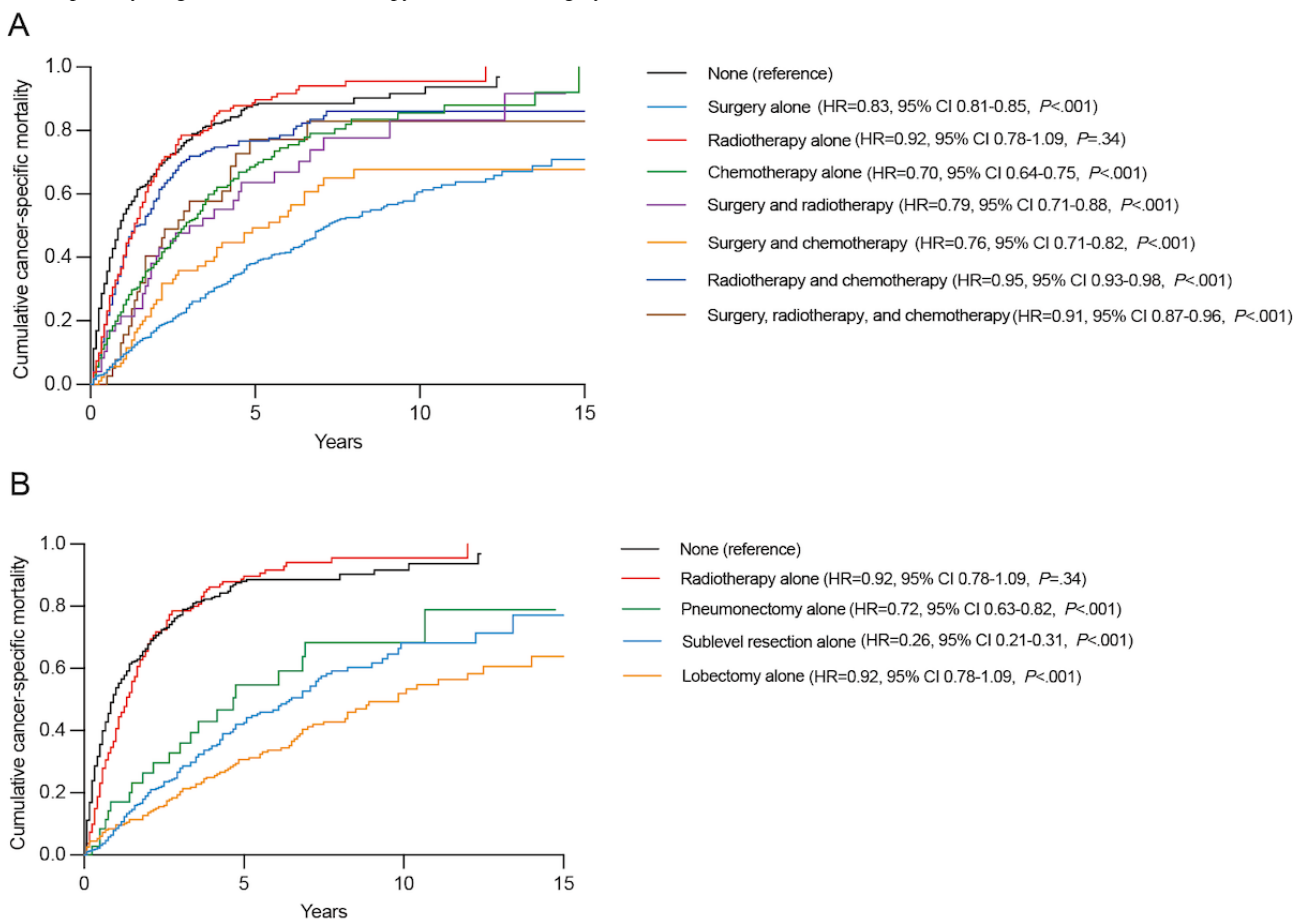 A
Cumulative cancer-specific mortality
1.0
0.8
0.6
0.4
0.2
0.0
0 5 10 15
Years
None (reference)
Surgery alone (HR=0.83, 95% CI 0.81-0.85, P<.001)
Radiotherapy alone (HR=0.92, 95% CI 0.78-1.09, P=.34)
Chemotherapy alone (HR=0.70, 95% CI 0.64-0.75, P<.001)
Surgery and radiotherapy (HR=0.79, 95% CI 0.71-0.88, P<.001)
Surgery and chemotherapy (HR=0.76, 95% CI 0.71-0.82, P<.001)
Radiotherapy and chemotherapy (HR=0.95, 95% CI 0.93-0.98, P<.001)
Surgery, radiotherapy, and chemotherapy (HR=0.91, 95% CI 0.87-0.96, P<.001)
B
Cumulative cancer-specific mortality
1.0
0.8
0.6
0.4
0.2
0.0
0 5 10 15
Years
None (reference)
Radiotherapy alone (HR=0.92, 95% CI 0.78-1.09, P=.34)
Pneumonectomy alone (HR=0.72, 95% CI 0.63-0.82, P<.001)
Sublevel resection alone (HR=0.26, 95% CI 0.21-0.31, P<.001)
Lobectomy alone (HR=0.92, 95% CI 0.78-1.09, P<.001)